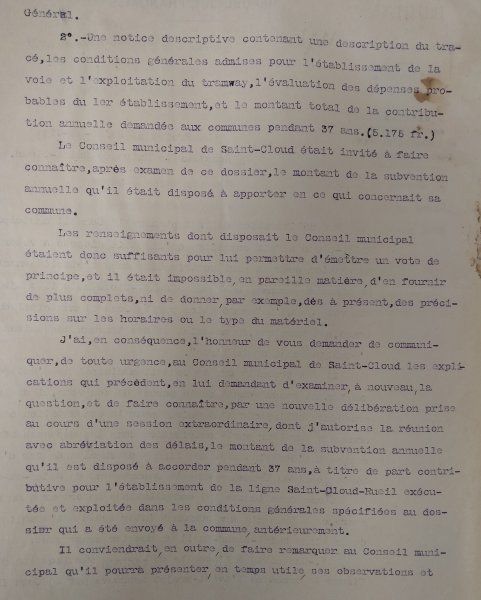 Général.
2°.-Une notice descriptive contenant une description du tra-
cé,les conditions générales admises pour l'établissement de la
voie et l'exploitation du tramway,l'évaluation des dépenses pro-
bables du 1er établissement,et le montant total de la contribu-
tion annuelle demandée aux communes pendant 37 ans.(5.175 fr.)
Le Conseil municipal de Saint-Cloud était invité à faire
connaître,après examen de ce dossier,le montant de la subvention
annuelle qu'il était disposé à apporter en ce qui concernait sa
commune.
Les renseignements dont disposait le Conseil municipal
étaient donc suffisants pour lui permettre d'émettre un vote de
principe,et il était impossible,en pareille matière,d'en fournir
de plus complets,ni de donner,par exemple,dès à présent,des préci-
sions sur les horaires ou le type du matériel.
J'ai,en conséquence,l'honneur de vous demander de communi-
quer,de toute urgence,au Conseil municipal de Saint-Cloud les expli-
cations qui précèdent,en lui demandant d'examiner,à nouveau,la
question,et de faire connaître,par une nouvelle délibération prise
au cours d'une session extraordinaire,dont j'autorise la réunion
avec abréviation des délais,le montant de la subvention annuelle
qu'il est disposé à accorder pendant 37 ans,à titre de part contri-
butive pour l'établissement de la ligne Saint-Cloud-Rueil exécu-
tée et exploitée dans les conditions générales spécifiées au dos-
sier qui a été envoyé à la commune,antérieurement.
Il conviendrait,en outre,de faire remarquer au Conseil muni-
cipal qu'il pourra présenter,en temps utile,ses observations et